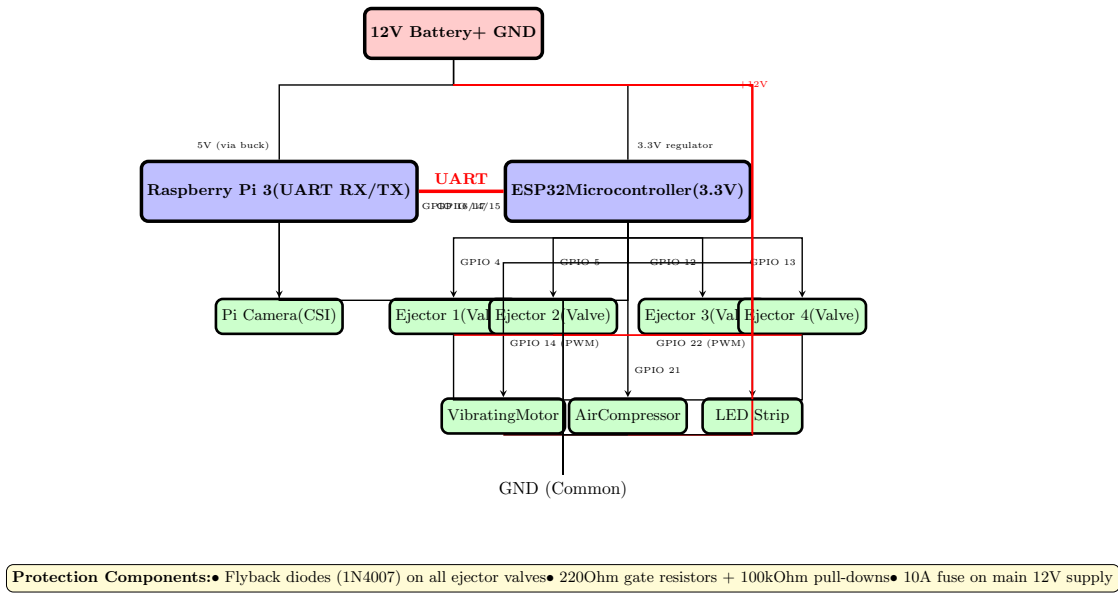 12V Battery+ GND
+12V
5V (via buck)
3.3V regulator
Raspberry Pi 3(UART RX/TX)
UART
ESP32Microcontroller(3.3V)
GPIO 4
GPIO 5
GPIO 12
GPIO 13
Pi Camera(CSI)
Ejector 1(Val
Ejector 2(Valve)
Ejector 3(Val
Ejector 4(Valve)
GPIO 14 (PWM)
GPIO 22 (PWM)
GPIO 21
VibratingMotor
AirCompressor
LED Strip
GND (Common)
Protection Components:• Flyback diodes (1N4007) on all ejector valves• 220Ohm gate resistors + 100kOhm pull-downs• 10A fuse on main 12V supply